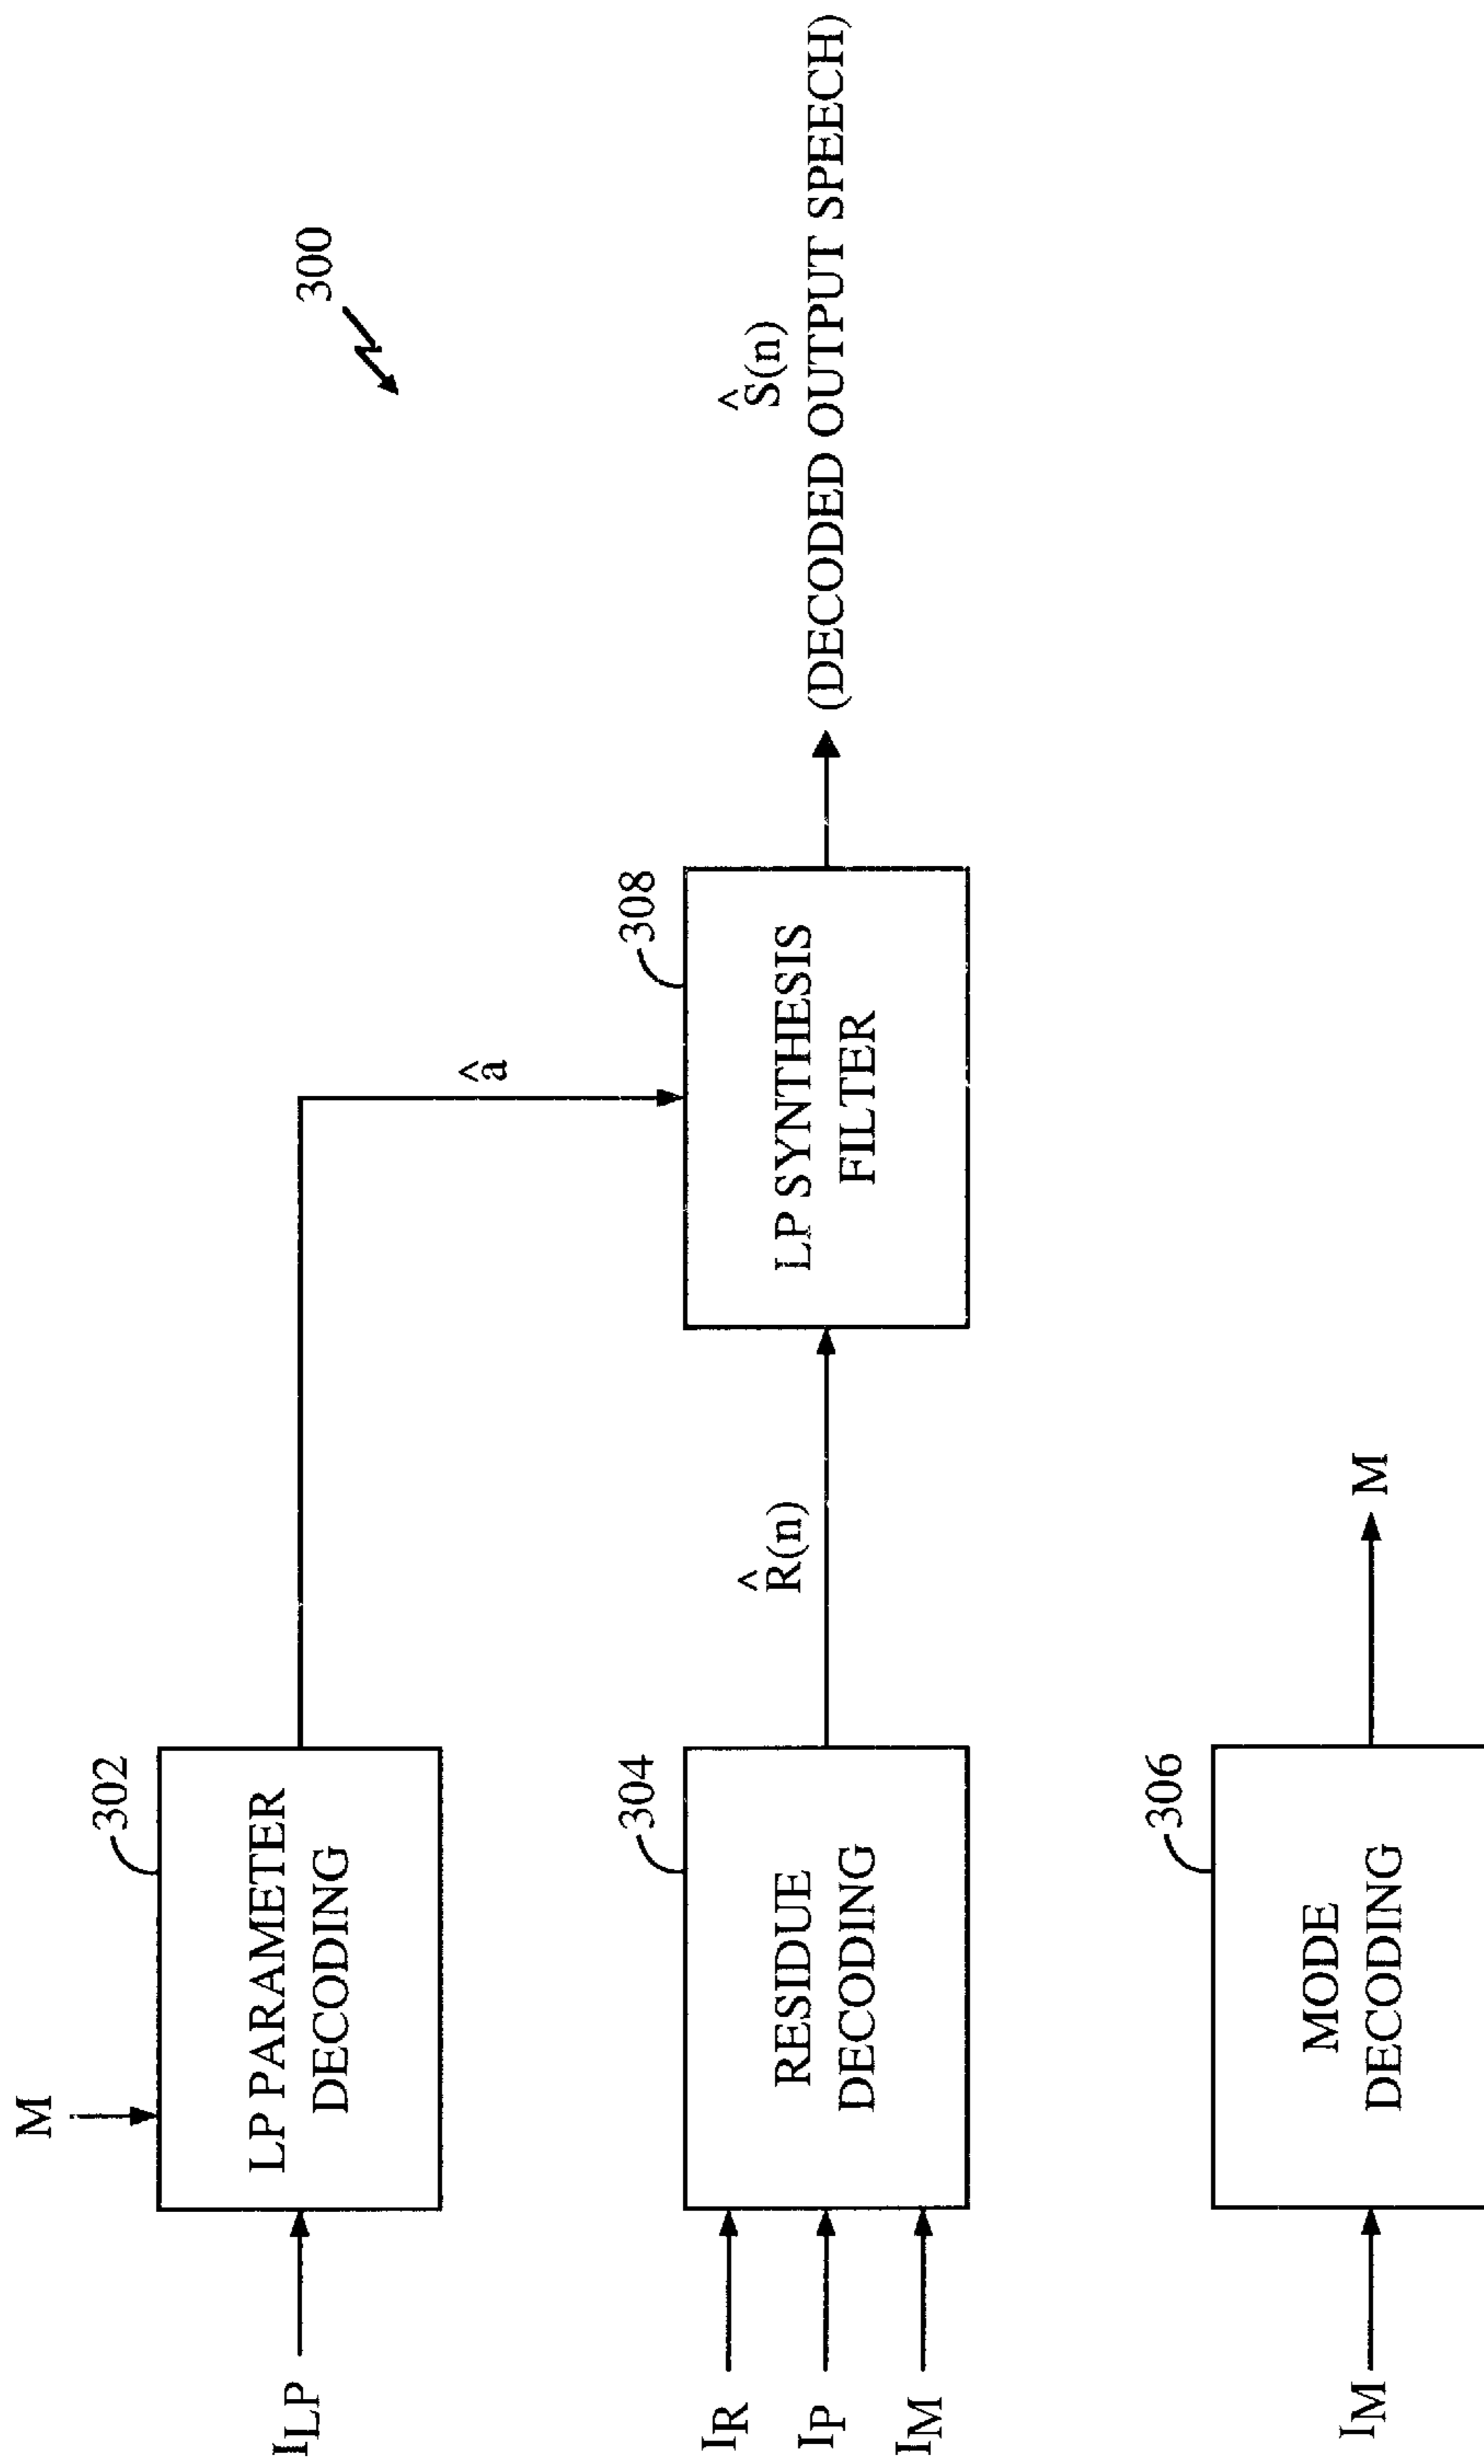 300
M
302
I_LP
LP PARAMETER
DECODING
â
304
308
I_R
I_P
I_M
RESIDUE
DECODING
R̂(n)
LP SYNTHESIS
FILTER
Ŝ(n)
(DECODED OUTPUT SPEECH)
306
I_M
MODE
DECODING
M